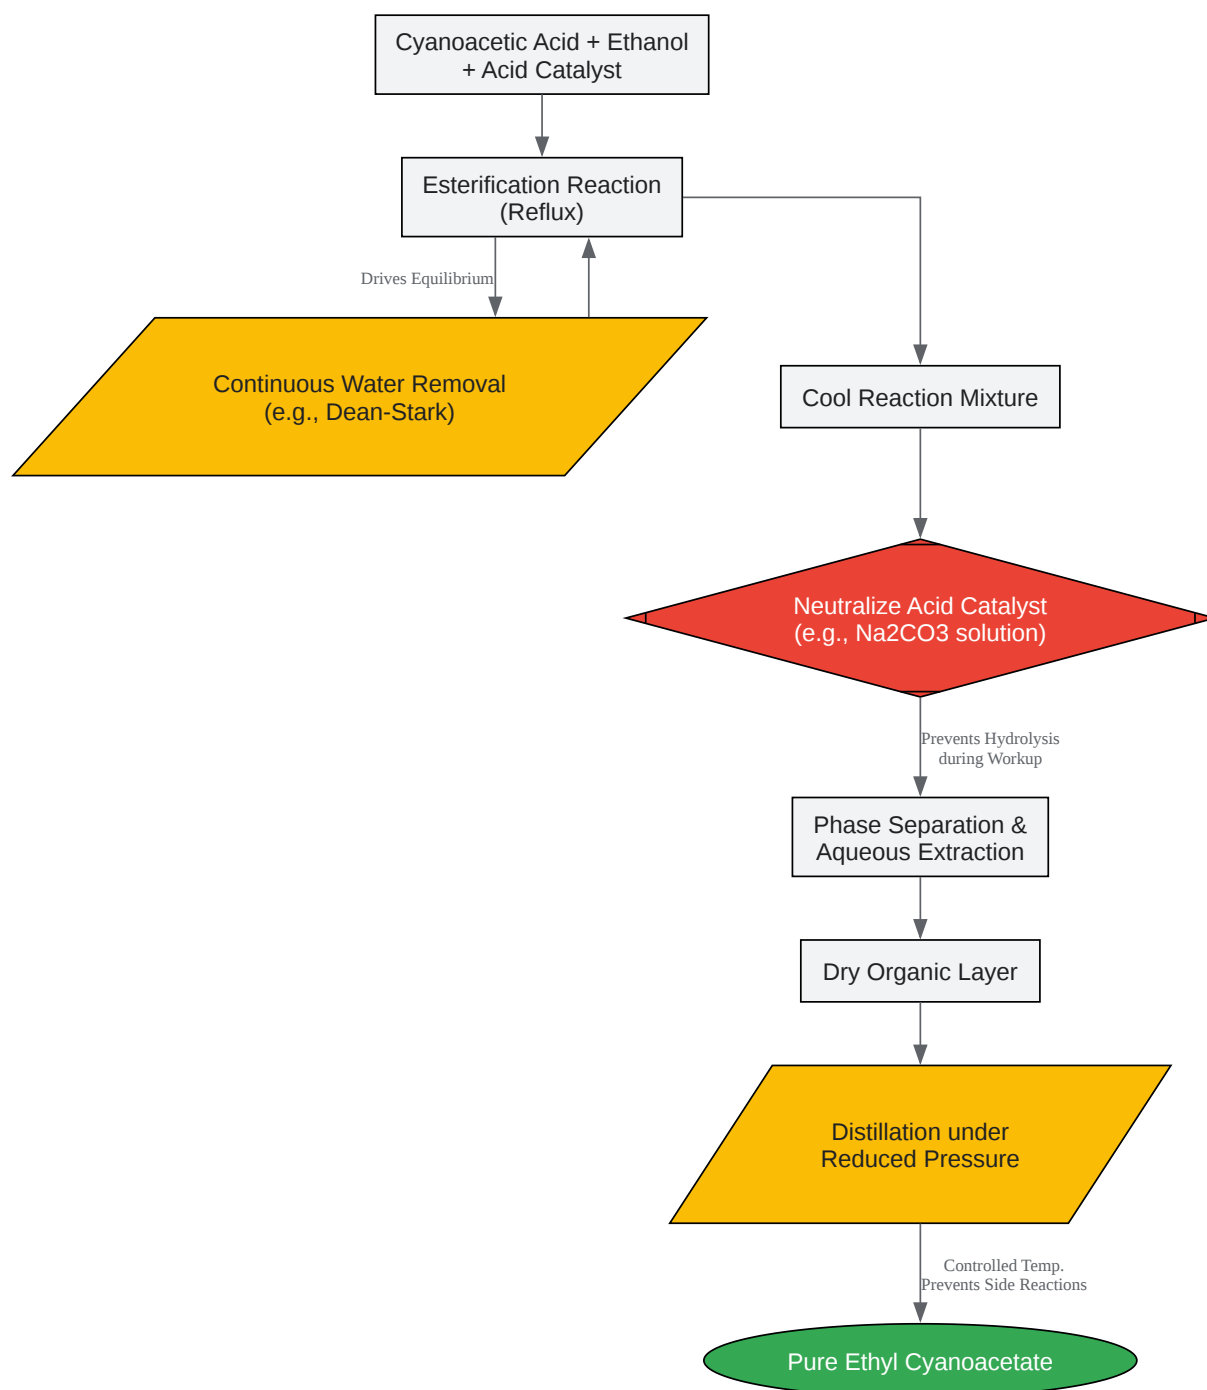 Cyanoacetic Acid + Ethanol
+ Acid Catalyst
Esterification Reaction
(Reflux)
Drives Equilibrium
Continuous Water Removal
(e.g., Dean-Stark)
Cool Reaction Mixture
Neutralize Acid Catalyst
(e.g., Na2CO3 solution)
Prevents Hydrolysis
during Workup
Phase Separation &
Aqueous Extraction
Dry Organic Layer
Distillation under
Reduced Pressure
Controlled Temp.
Prevents Side Reactions
Pure Ethyl Cyanoacetate